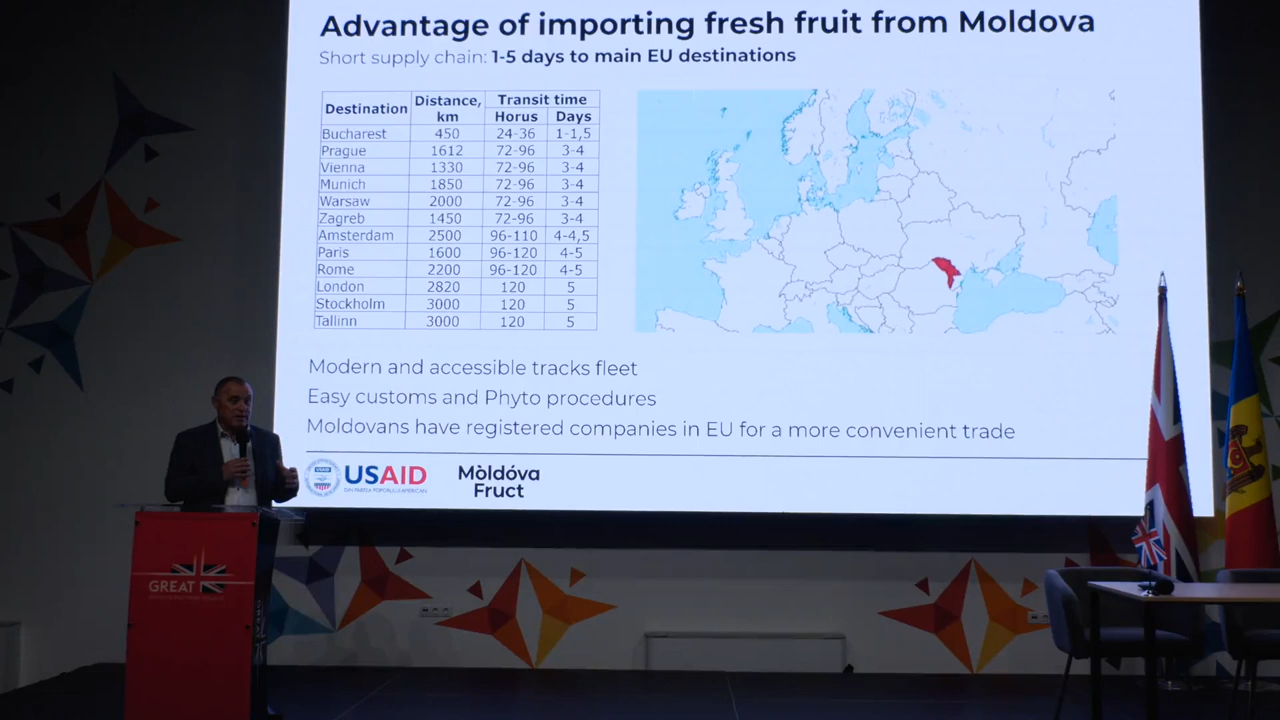 Advantage of importing fresh fruit from Moldova
Short supply chain: 1-5 days to main EU destinations
Destination Distance, km Transit time
Horus Days
Bucharest 450 24-36 1-1,5
Prague 1612 72-96 3-4
Vienna 1330 72-96 3-4
Munich 1850 72-96 3-4
Warsaw 2000 72-96 3-4
Zagreb 1450 72-96 3-4
Amsterdam 2500 96-110 4-4,5
Paris 1600 96-120 4-5
Rome 2200 96-120 4-5
London 2820 120 5
Stockholm 3000 120 5
Tallinn 3000 120 5
Modern and accessible tracks fleet
Easy customs and Phyto procedures
Moldovans have registered companies in EU for a more convenient trade
USAID
USAID
DIN PARTEA POPORULUI AMERICAN
Mòldóva
Fruct
GREAT